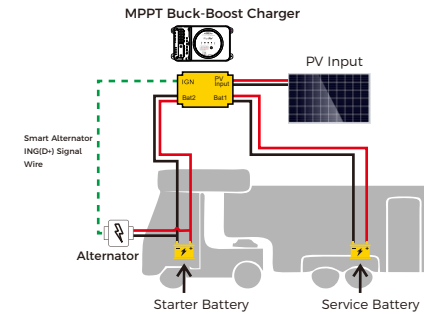 MPPT Buck-Boost Charger
PV Input
IGN
PV
Input
Bat2
Bat1
Smart Alternator
ING(D+) Signal
Wire
Alternator
- +
- +
Starter Battery
Service Battery